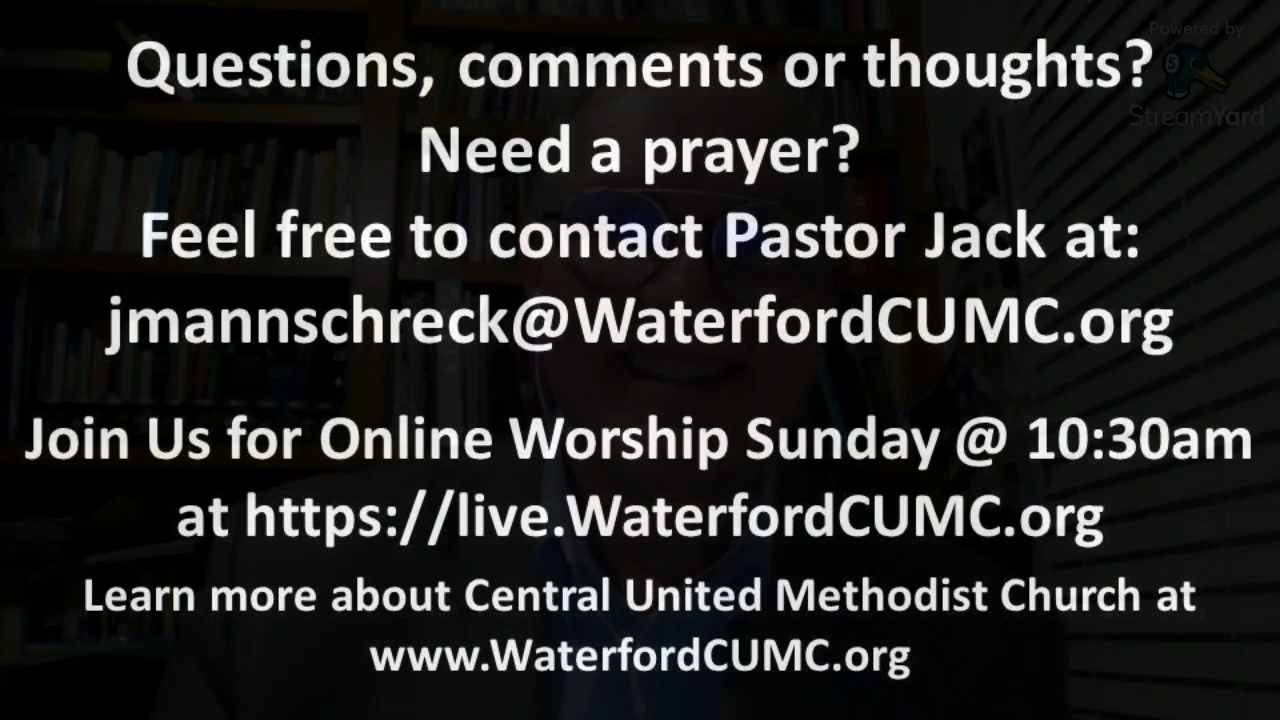 Powered by
StreamYard
Questions, comments or thoughts?
Need a prayer?
Feel free to contact Pastor Jack at:
jmannschreck@WaterfordCUMC.org
Join Us for Online Worship Sunday @ 10:30am
at https://live.WaterfordCUMC.org
Learn more about Central United Methodist Church at
www.WaterfordCUMC.org